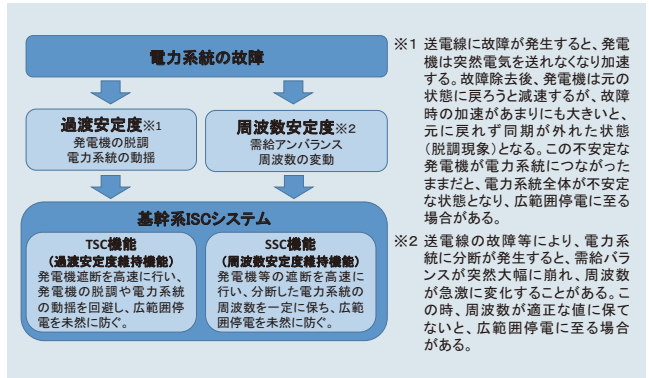 電力系統の故障
過渡安定度※1
発電機の脱調
電力系統の動揺
周波数安定度※2
需給アンバランス
周波数の変動
基幹系ISCシステム
TSC機能
(過渡安定度維持機能)
発電機遮断を高速に行い、
発電機の脱調や電力系統
の動揺を回避し、広範囲停
電を未然に防ぐ。
SSC機能
(周波数安定度維持機能)
発電機等の遮断を高速に
行い、分断した電力系統の
周波数を一定に保ち、広範
囲停電を未然に防ぐ。
※1 送電線に故障が発生すると、発電
機は突然電気を送れなくなり加速
する。故障除去後、発電機は元の
状態に戻ろうと減速するが、故障
時の加速があまりにも大きいと、
元に戻れず同期が外れた状態
(脱調現象)となる。この不安定な
発電機が電力系統につながった
ままだと、電力系統全体が不安定
な状態となり、広範囲停電に至る
場合がある。
※2 送電線の故障等により、電力系
統に分断が発生すると、需給バラ
ンスが突然大幅に崩れ、周波数
が急激に変化することがある。こ
の時、周波数が適正な値に保て
ないと、広範囲停電に至る場合
がある。